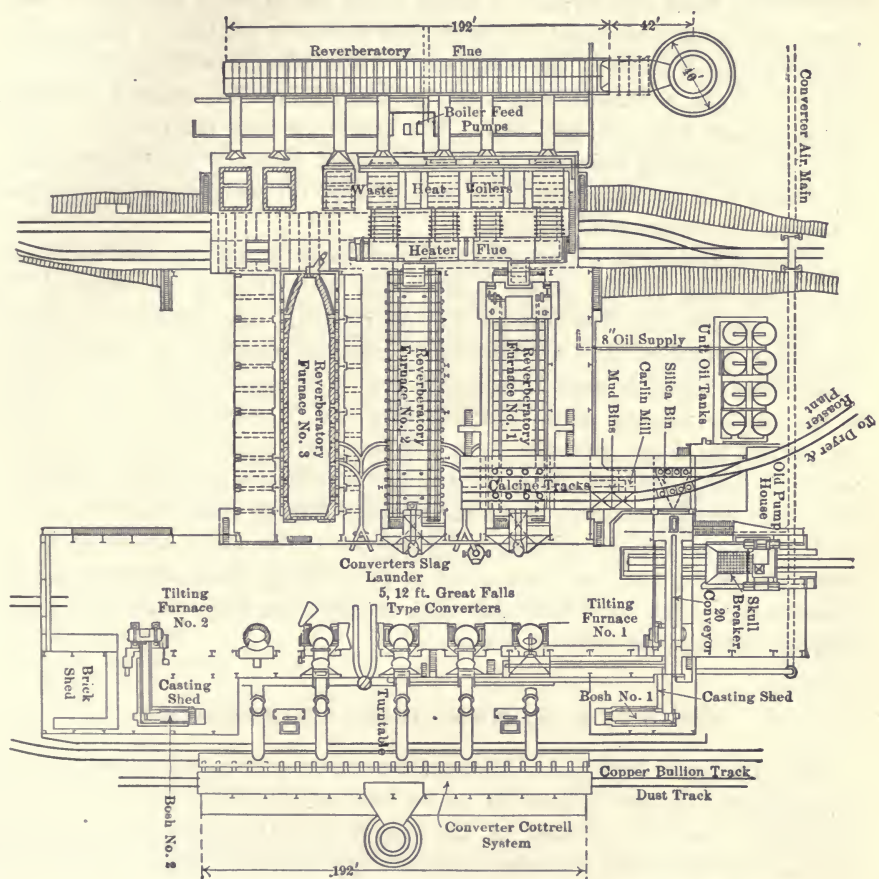 192′
42′
Reverberatory Flue
40′
Converter Air Main
Boiler Feed
Pumps
Waste Heat Boilers
Heater Flue
Reverberatory
Furnace No. 3
Reverberatory
Furnace No. 2
Reverberatory
Furnace No. 1
8″Oil Supply
Mud Bins
Carlin Mill
Silica Bin
Unit Oil Tanks
To Dryer &
Roaster
Plant
Calcine Tracks
Old Pump
House
Converters Slag
Launder
5, 12 ft. Great Falls
Type Converters
Tilting
Furnace
No. 2
Tilting
Furnace
No. 1
20
Conveyor
Skull
Breaker
Brick
Shed
Casting
Shed
Turntable
Bosh No. 1
Casting Shed
Bosh No. 2
Copper Bullion Track
Dust Track
Converter Cottrell
System
192′